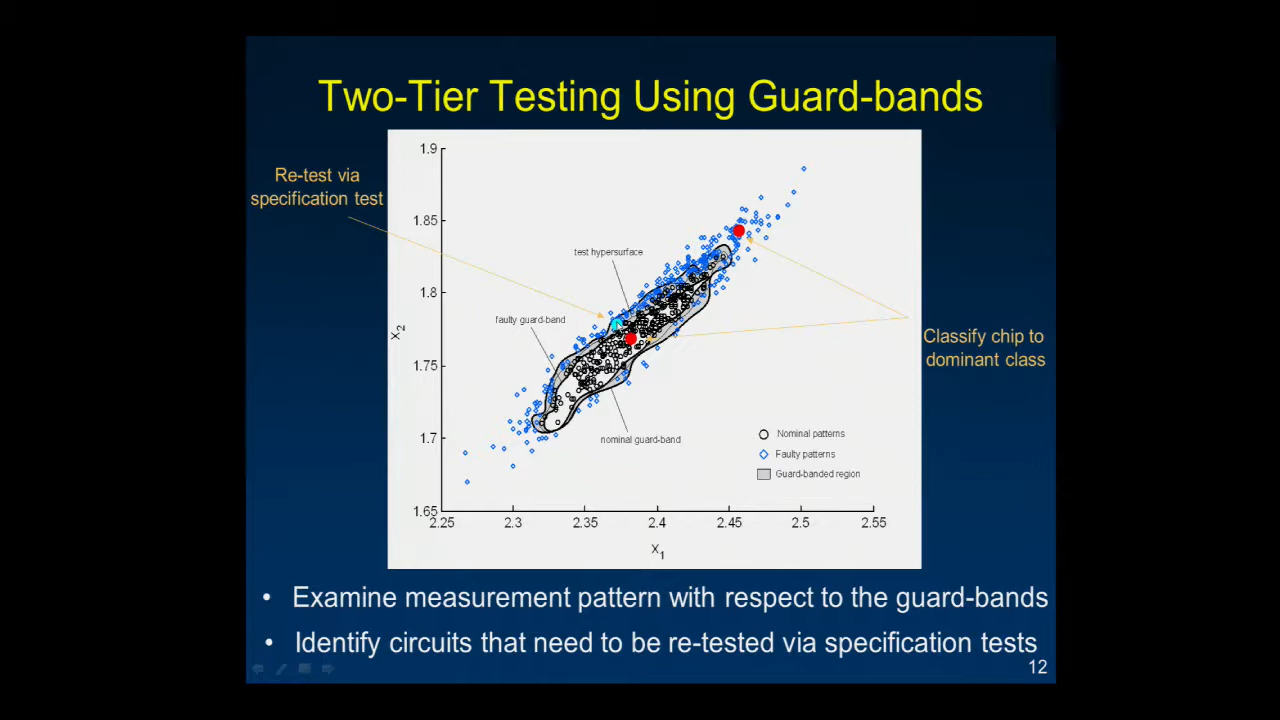 Two-Tier Testing Using Guard-bands
Re-test via
specification test
1.9
1.85
1.8
1.75
1.7
1.65
X2
test hypersurface
faulty guard-band
nominal guard-band
Classify chip to
dominant class
Nominal patterns
Faulty patterns
Guard-banded region
2.25 2.3 2.35 2.4 2.45 2.5 2.55
X1
• Examine measurement pattern with respect to the guard-bands
• Identify circuits that need to be re-tested via specification tests
12